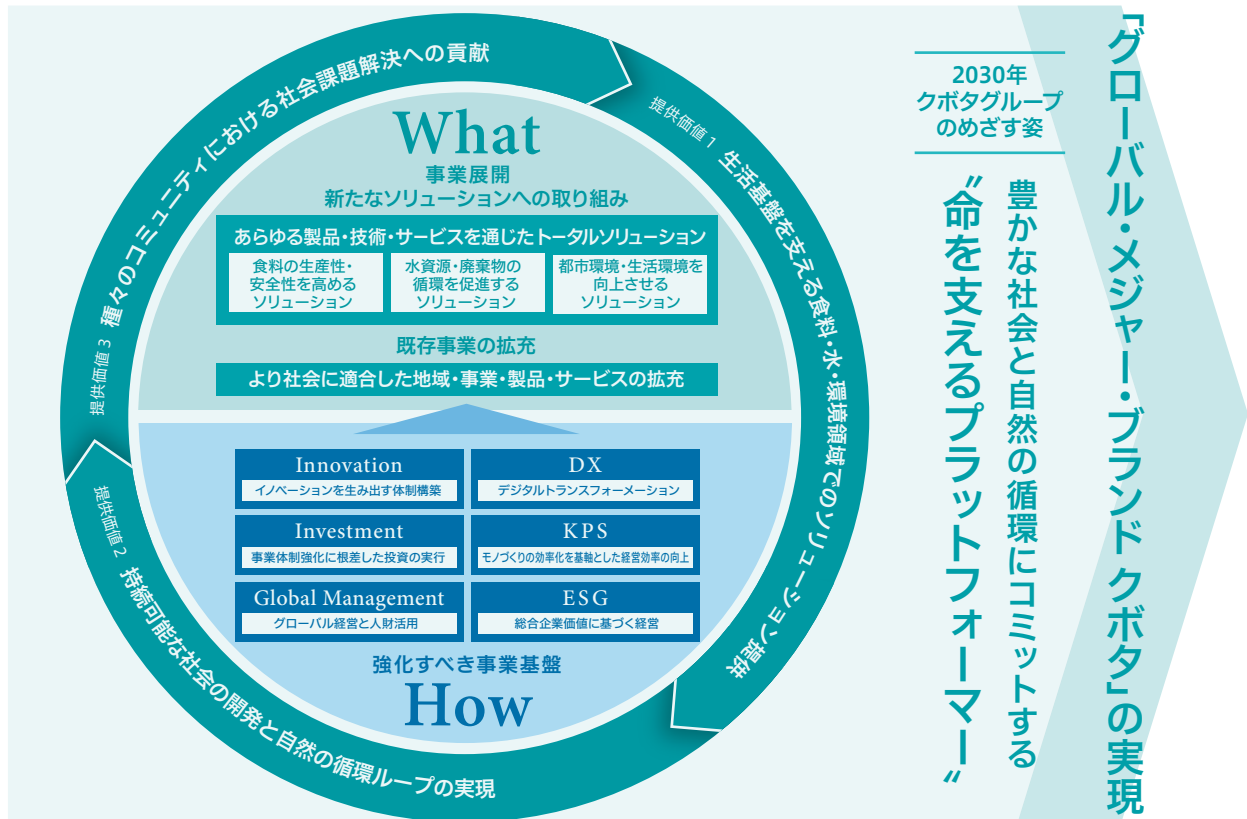 提供価値1 生活基盤を支える食料・水・環境領域でのソリューション提供
提供価値2 持続可能な社会の開発と自然の循環ループの実現
提供価値3 種々のコミュニティにおける社会課題解決への貢献
What
事業展開
新たなソリューションへの取り組み
あらゆる製品・技術・サービスを通じたトータルソリューション
食料の生産性・
安全性を高める
ソリューション
水資源・廃棄物の
循環を促進する
ソリューション
都市環境・生活環境を
向上させる
ソリューション
既存事業の拡充
より社会に適合した地域・事業・製品・サービスの拡充
Innovation
イノベーションを生み出す体制構築
DX
デジタルトランスフォーメーション
Investment
事業体制強化に根差した投資の実行
KPS
モノづくりの効率化を基軸とした経営効率の向上
Global Management
グローバル経営と人財活用
ESG
総合企業価値に基づく経営
強化すべき事業基盤
How
2030年
クボタグループ
のめざす姿
豊かな社会と自然の循環にコミットする
〝命を支えるプラットフォーマー〟
「グローバル・メジャー・ブランド クボタ」の実現